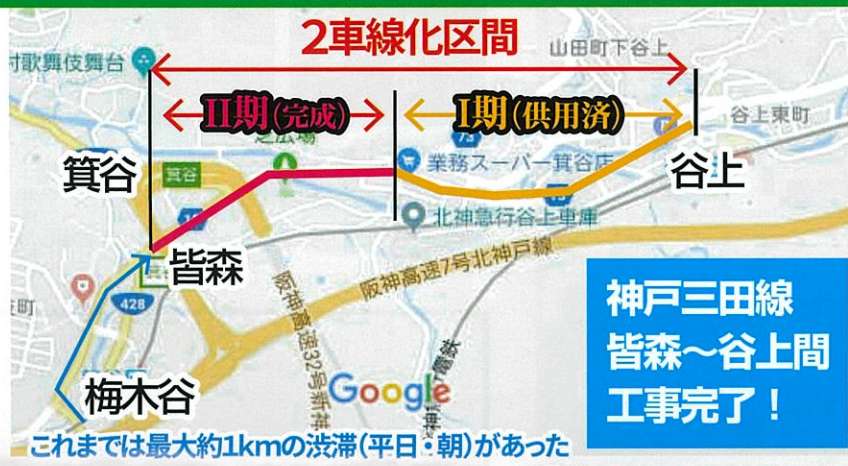 2車線化区間
山田町下谷上
村歌舞伎舞台
II期(完成)
I期(供用済)
谷上東町
73
箕谷
箕谷
業務スーパー箕谷店
谷上
北神急行谷上車庫
皆森
阪神高速7号北神戸線
428
阪神高速32号新神
神戸三田線
皆森〜谷上間
工事完了!
梅木谷
Google
これまでは最大約1kmの渋滞(平日・朝)があった